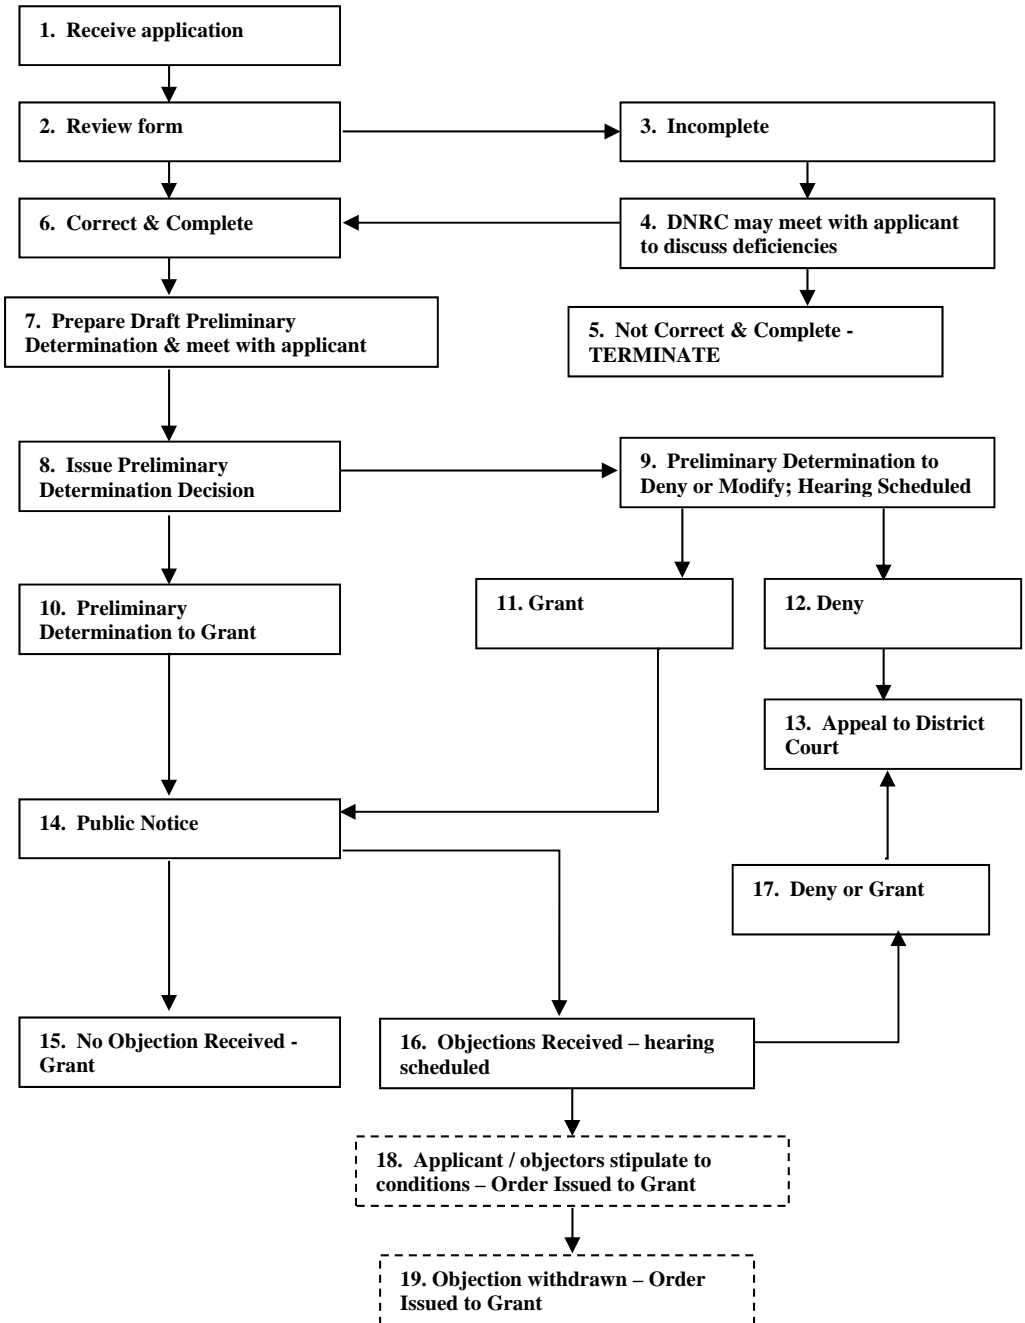 1. Receive application
2. Review form
3. Incomplete
6. Correct & Complete
4. DNRC may meet with applicant
to discuss deficiencies
7. Prepare Draft Preliminary
Determination & meet with applicant
5. Not Correct & Complete -
TERMINATE
8. Issue Preliminary
Determination Decision
9. Preliminary Determination to
Deny or Modify; Hearing Scheduled
10. Preliminary
Determination to Grant
11. Grant
12. Deny
13. Appeal to District
Court
14. Public Notice
17. Deny or Grant
15. No Objection Received -
Grant
16. Objections Received – hearing
scheduled
18. Applicant / objectors stipulate to
conditions – Order Issued to Grant
19. Objection withdrawn – Order
Issued to Grant